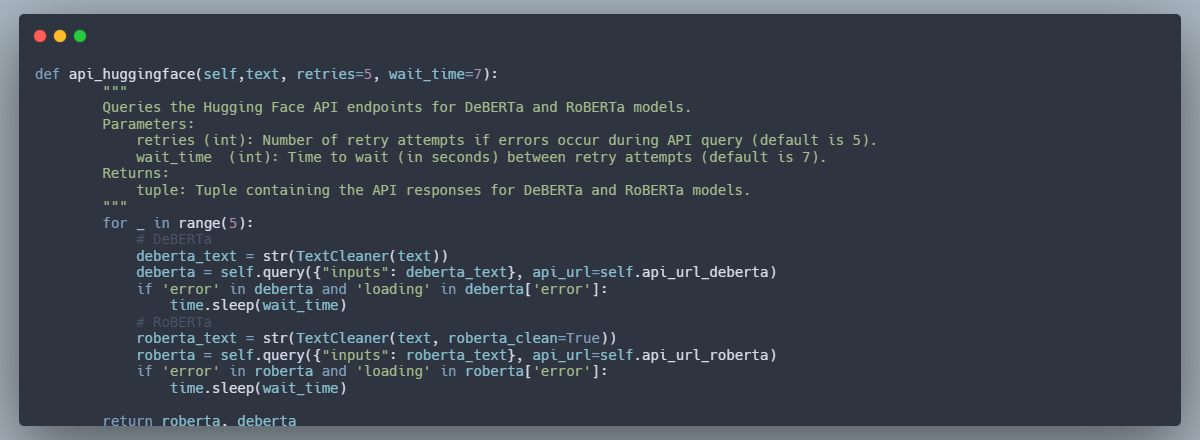 def api_huggingface(self,text, retries=5, wait_time=7):
        """
        Queries the Hugging Face API endpoints for DeBERTa and RoBERTa models.
        Parameters:
            retries (int): Number of retry attempts if errors occur during API query (default is 5).
            wait_time  (int): Time to wait (in seconds) between retry attempts (default is 7).
        Returns:
            tuple: Tuple containing the API responses for DeBERTa and RoBERTa models.
        """
        for _ in range(5):
            # DeBERTa
            deberta_text = str(TextCleaner(text))
            deberta = self.query({"inputs": deberta_text}, api_url=self.api_url_deberta)
            if 'error' in deberta and 'loading' in deberta['error']:
                time.sleep(wait_time)
            # RoBERTa
            roberta_text = str(TextCleaner(text, roberta_clean=True))
            roberta = self.query({"inputs": roberta_text}, api_url=self.api_url_roberta)
            if 'error' in roberta and 'loading' in roberta['error']:
                time.sleep(wait_time)

        return roberta, deberta